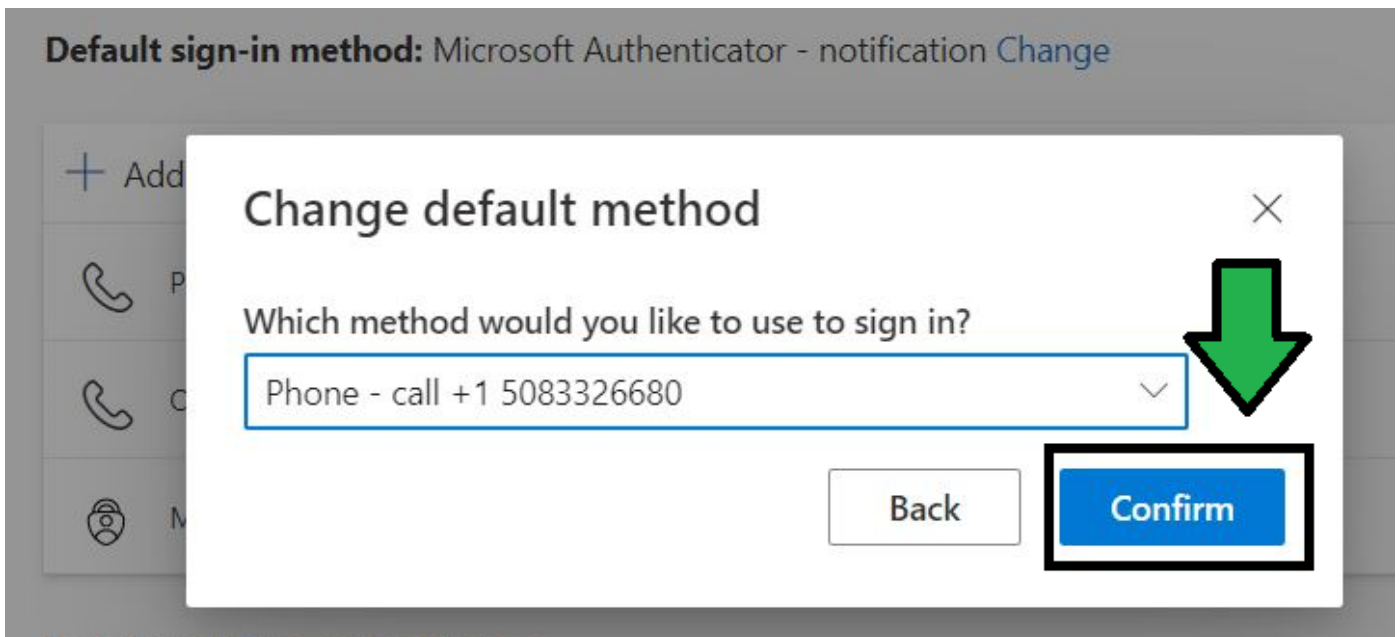 Default sign-in method: Microsoft Authenticator - notification Change
+ Add
Change default method
P
Which method would you like to use to sign in?
Phone - call +1 5083326680
M
Back
Confirm